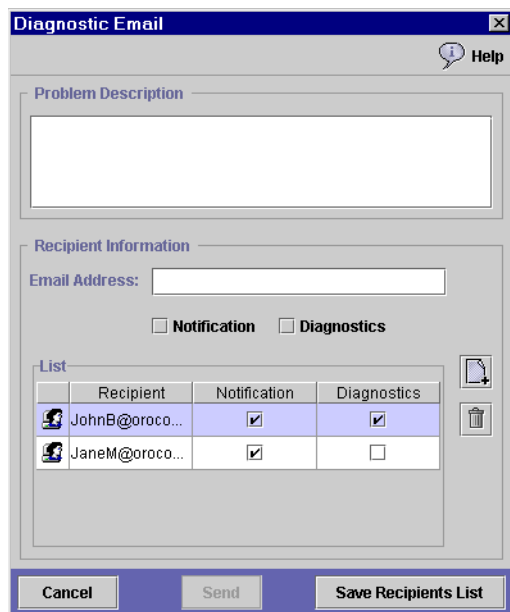 Diagnostic Email
Help
Problem Description
Recipient Information
Email Address:
Notification Diagnostics
List
Recipient Notification Diagnostics
JohnB@oroco...
JaneM@oroco...
Cancel Send Save Recipients List